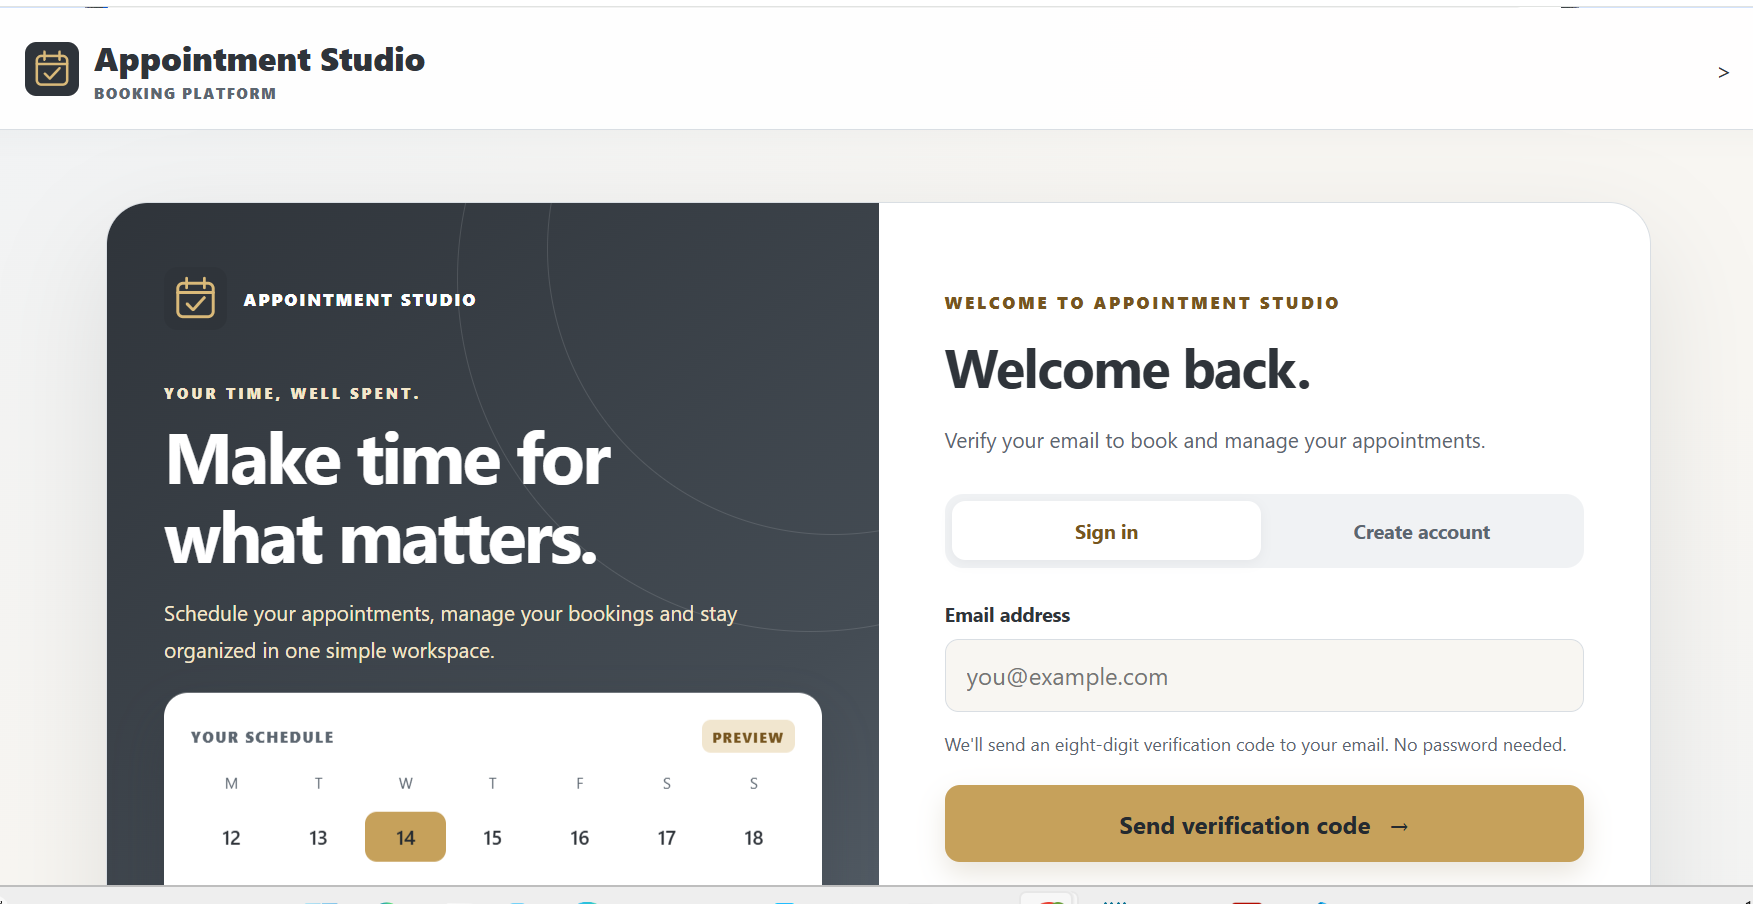 Appointment Studio
BOOKING PLATFORM
>
APPOINTMENT STUDIO
YOUR TIME, WELL SPENT.
Make time for
what matters.
Schedule your appointments, manage your bookings and stay
organized in one simple workspace.
YOUR SCHEDULE
PREVIEW
M T W T F S S
12 13 14 15 16 17 18
WELCOME TO APPOINTMENT STUDIO
Welcome back.
Verify your email to book and manage your appointments.
Sign in
Create account
Email address
you@example.com
We'll send an eight-digit verification code to your email. No password needed.
Send verification code →